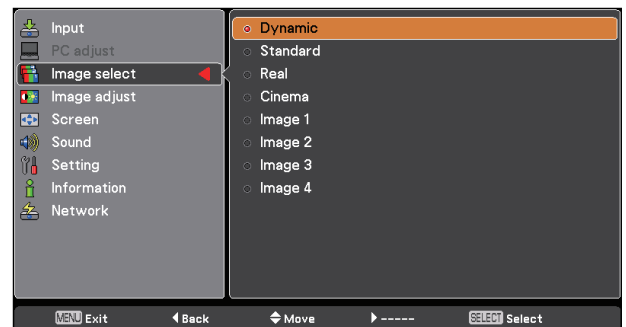 Input
PC adjust
Image select
Image adjust
Screen
Sound
Setting
Information
Network
Dynamic
Standard
Real
Cinema
Image 1
Image 2
Image 3
Image 4
MENU Exit ◀ Back Move ▶ ----- SELECT Select